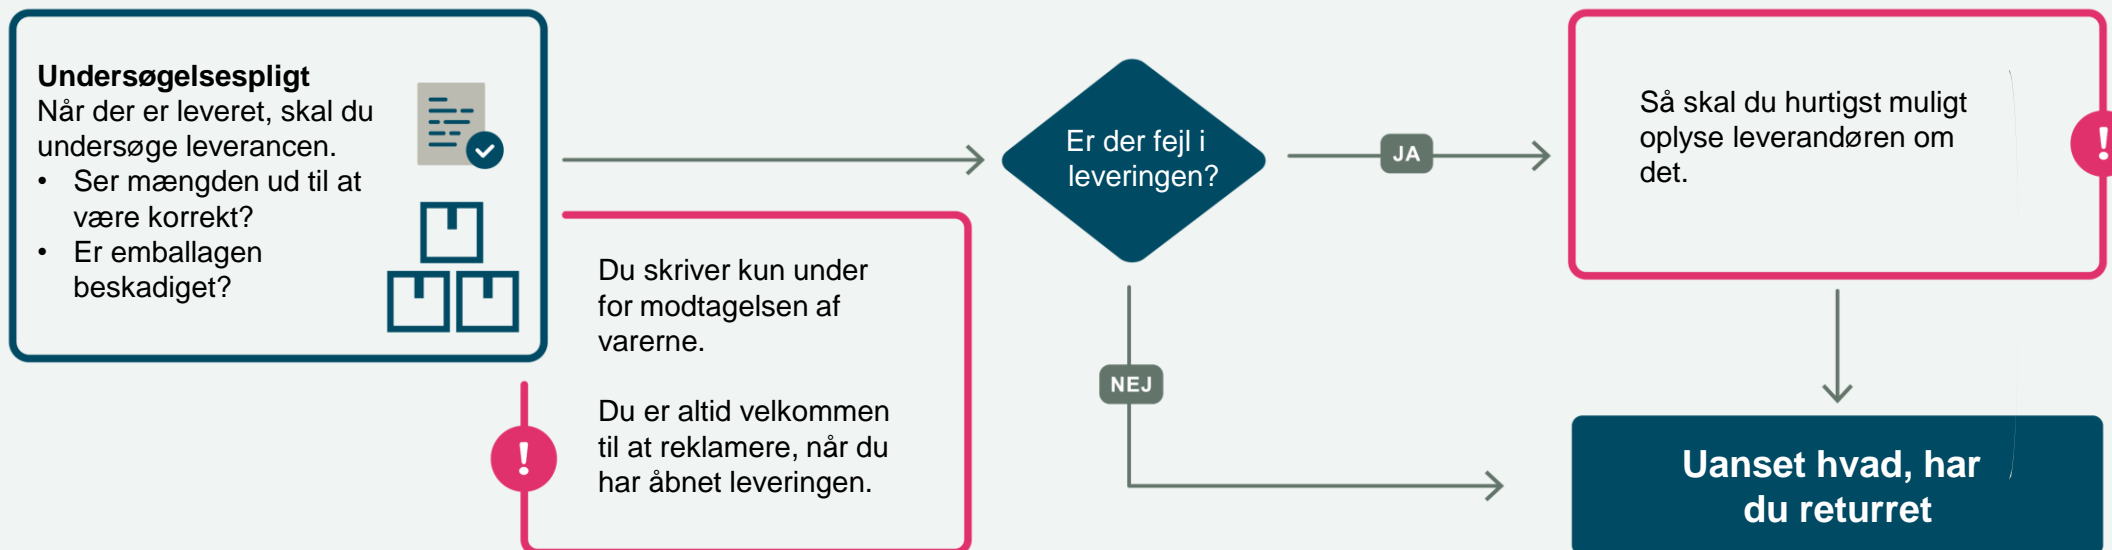 Undersøgelsespligt
Når der er leveret, skal du
undersøge leverancen.
• Ser mængden ud til at
være korrekt?
• Er emballagen
beskadiget?
Du skriver kun under
for modtagelsen af
varerne.
Du er altid velkommen
til at reklamere, når du
har åbnet leveringen.
!
Er der fejl i
leveringen?
JA
NEJ
Så skal du hurtigst muligt
oplyse leverandøren om
det.
!
Uanset hvad, har
du returret